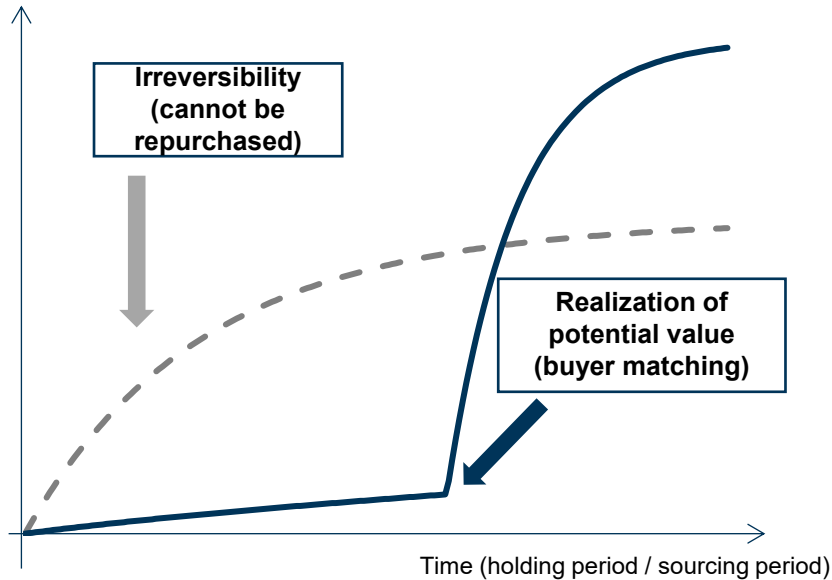 Irreversibility
(cannot be
repurchased)
Realization of
potential value
(buyer matching)
Time (holding period / sourcing period)